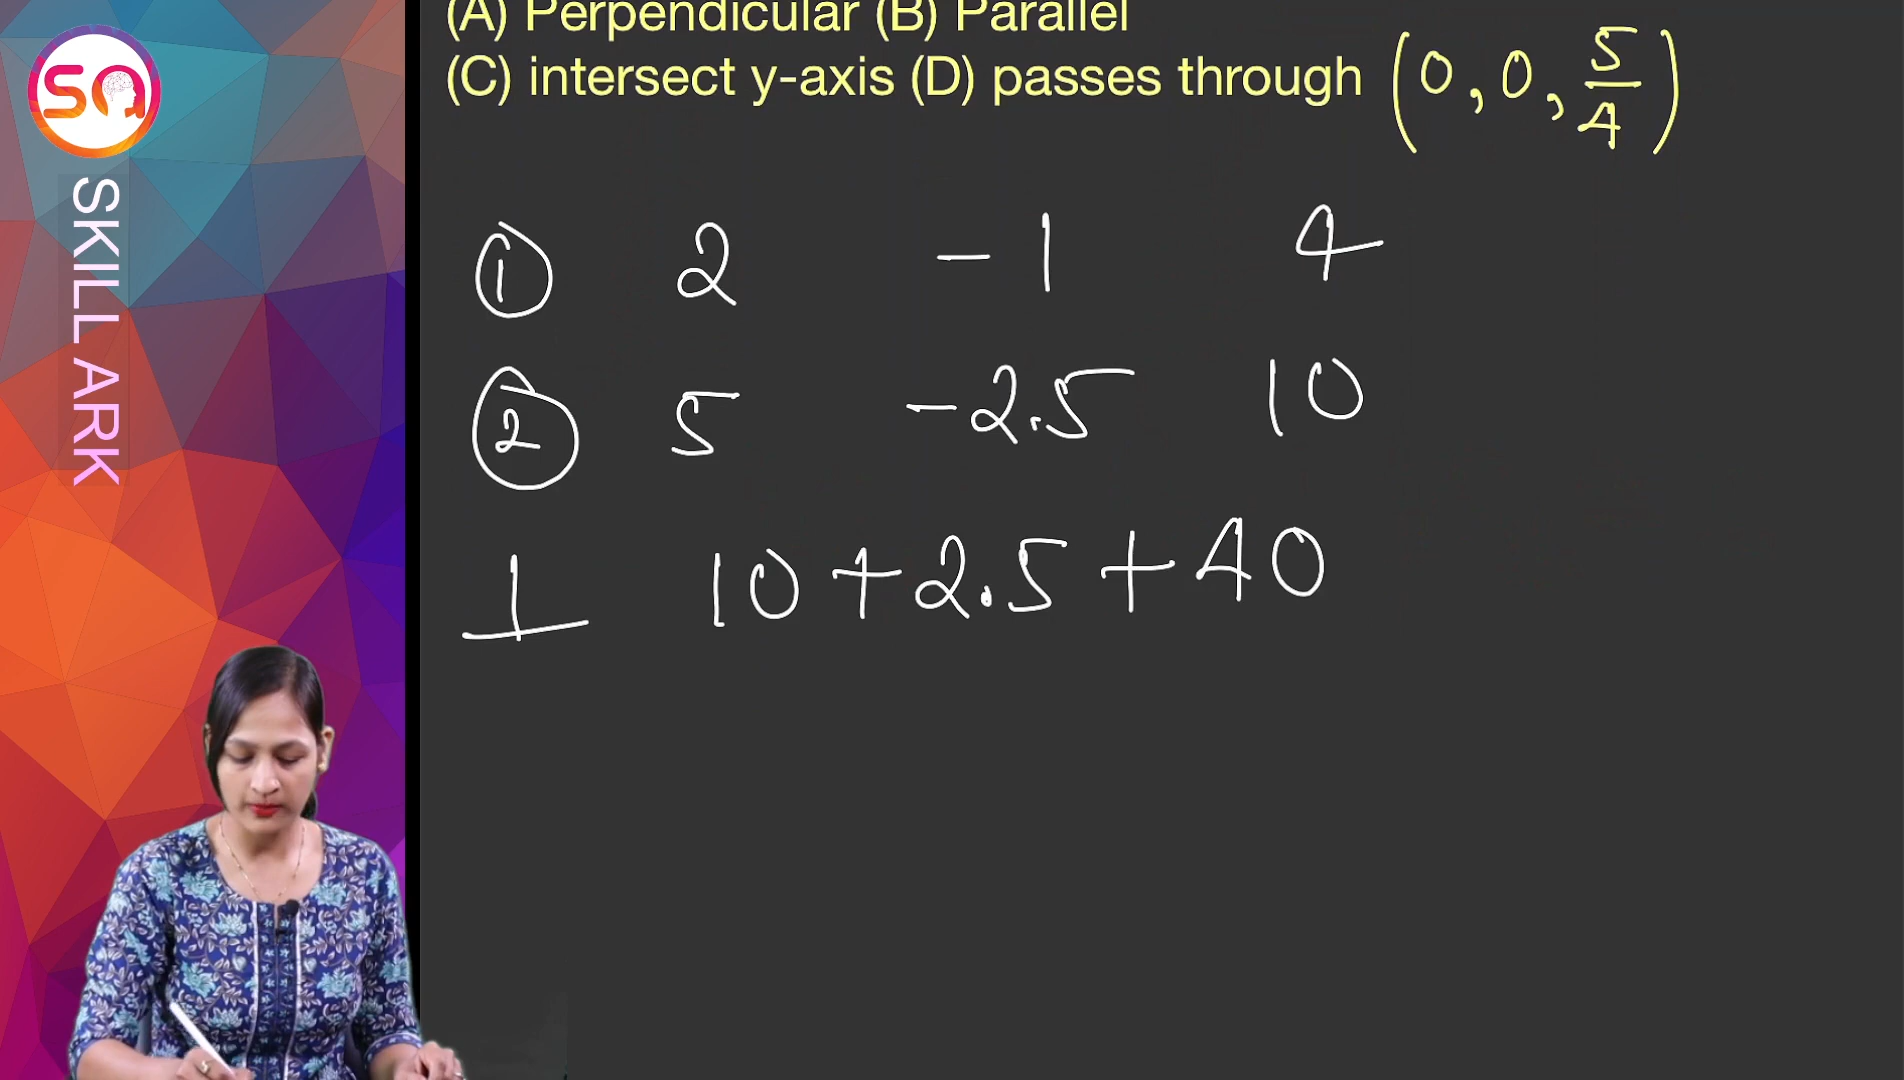 (A) Perpendicular (B) Parallel
(C) intersect y-axis (D) passes through (0, 0, 5/4)
SA
SKILL ARK
① 2 -1 4
② 5 -2.5 10
⊥ 10 + 2.5 + 40